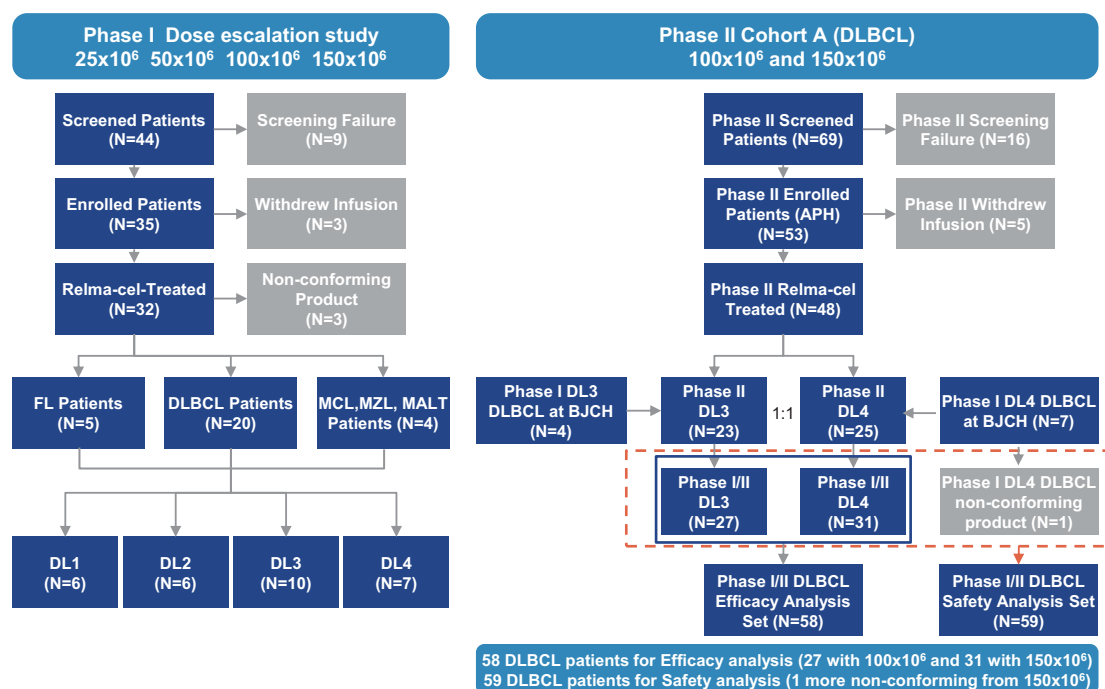 Phase I Dose escalation study
25x10⁶ 50x10⁶ 100x10⁶ 150x10⁶
Screened Patients
(N=44)
Screening Failure
(N=9)
Enrolled Patients
(N=35)
Withdrew Infusion
(N=3)
Relma-cel-Treated
(N=32)
Non-conforming
Product
(N=3)
FL Patients
(N=5)
DLBCL Patients
(N=20)
MCL,MZL, MALT
Patients (N=4)
DL1
(N=6)
DL2
(N=6)
DL3
(N=10)
DL4
(N=7)
Phase II Cohort A (DLBCL)
100x10⁶ and 150x10⁶
Phase II Screened
Patients (N=69)
Phase II Screening
Failure (N=16)
Phase II Enrolled
Patients (APH)
(N=53)
Phase II Withdrew
Infusion (N=5)
Phase II Relma-cel
Treated (N=48)
Phase I DL3
DLBCL at BJCH
(N=4)
Phase II
DL3
(N=23)
1:1
Phase II
DL4
(N=25)
Phase I DL4 DLBCL
at BJCH (N=7)
Phase I/II
DL3
(N=27)
Phase I/II
DL4
(N=31)
Phase I DL4 DLBCL
non-conforming
product (N=1)
Phase I/II DLBCL
Efficacy Analysis
Set (N=58)
Phase I/II DLBCL
Safety Analysis Set
(N=59)
58 DLBCL patients for Efficacy analysis (27 with 100x10⁶ and 31 with 150x10⁶)
59 DLBCL patients for Safety analysis (1 more non-conforming from 150x10⁶)